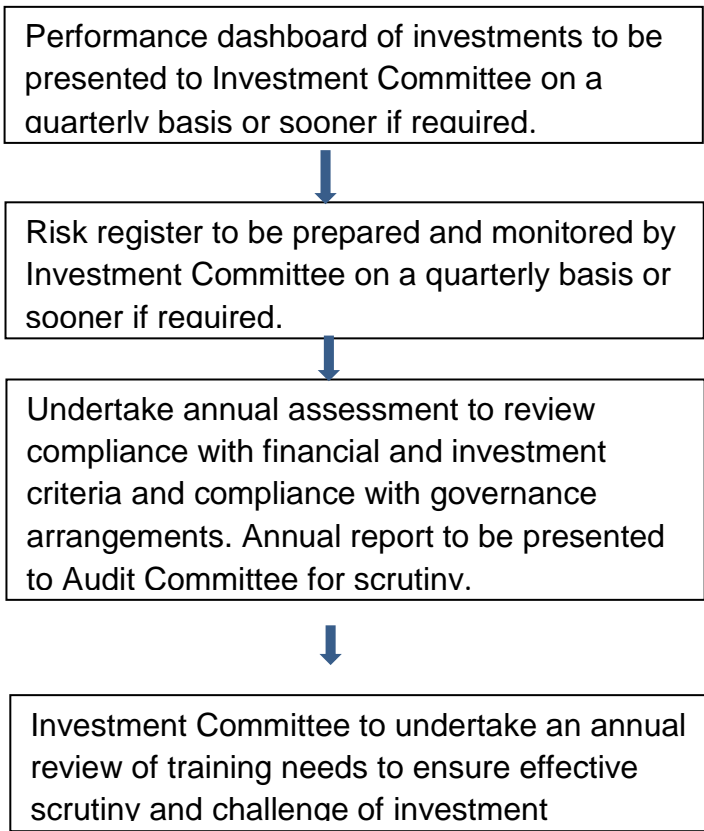 Performance dashboard of investments to be
presented to Investment Committee on a
quarterly basis or sooner if required.
Risk register to be prepared and monitored by
Investment Committee on a quarterly basis or
sooner if required.
Undertake annual assessment to review
compliance with financial and investment
criteria and compliance with governance
arrangements. Annual report to be presented
to Audit Committee for scrutiny.
Investment Committee to undertake an annual
review of training needs to ensure effective
scrutiny and challenge of investment